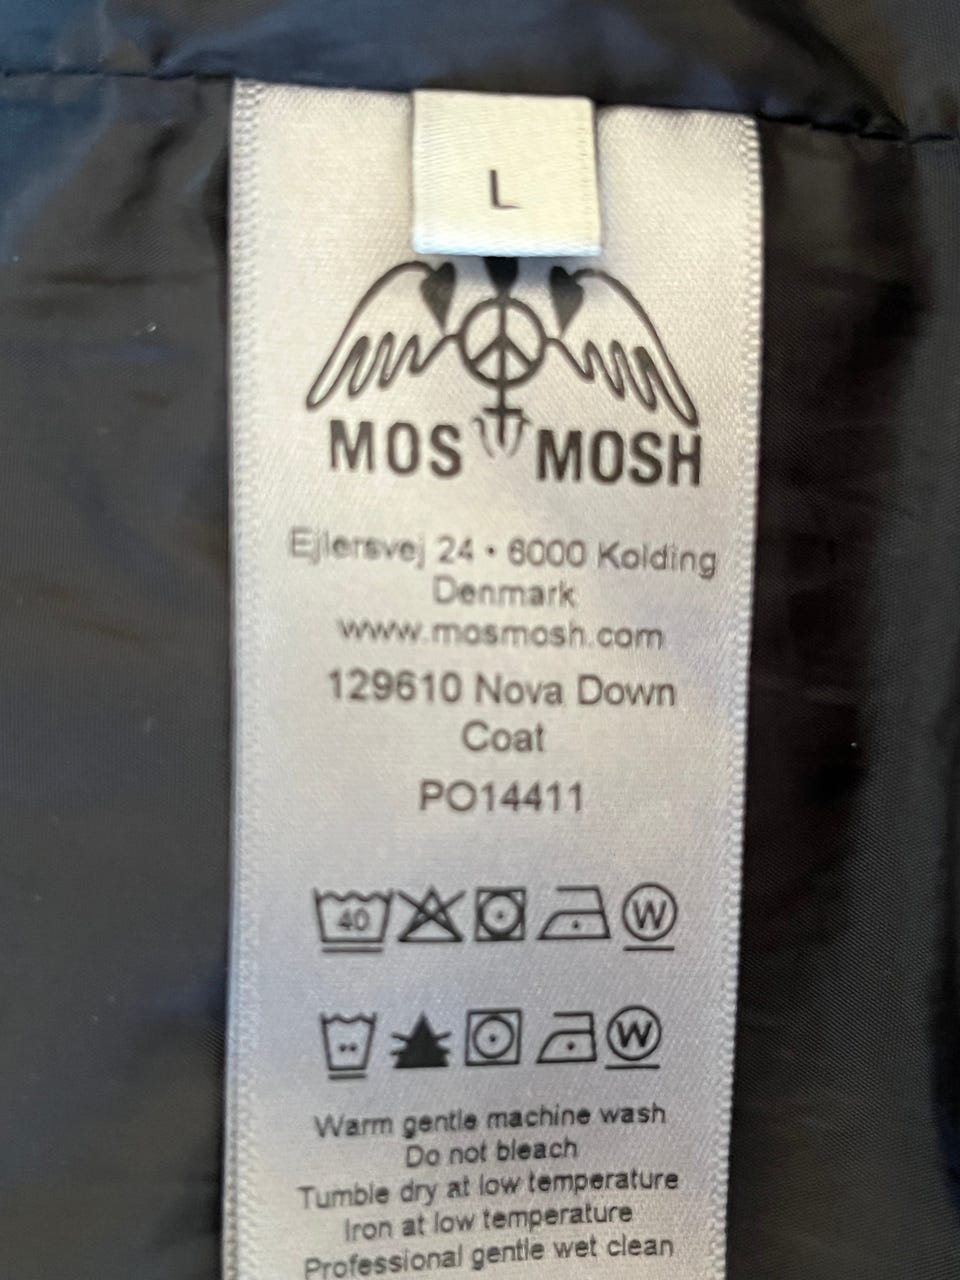 L
MOS MOSH
Ejlersvej 24 • 6000 Kolding
Denmark
www.mosmosh.com
129610 Nova Down
Coat
PO14411
40 W
W
Warm gentle machine wash
Do not bleach
Tumble dry at low temperature
Iron at low temperature
Professional gentle wet clean